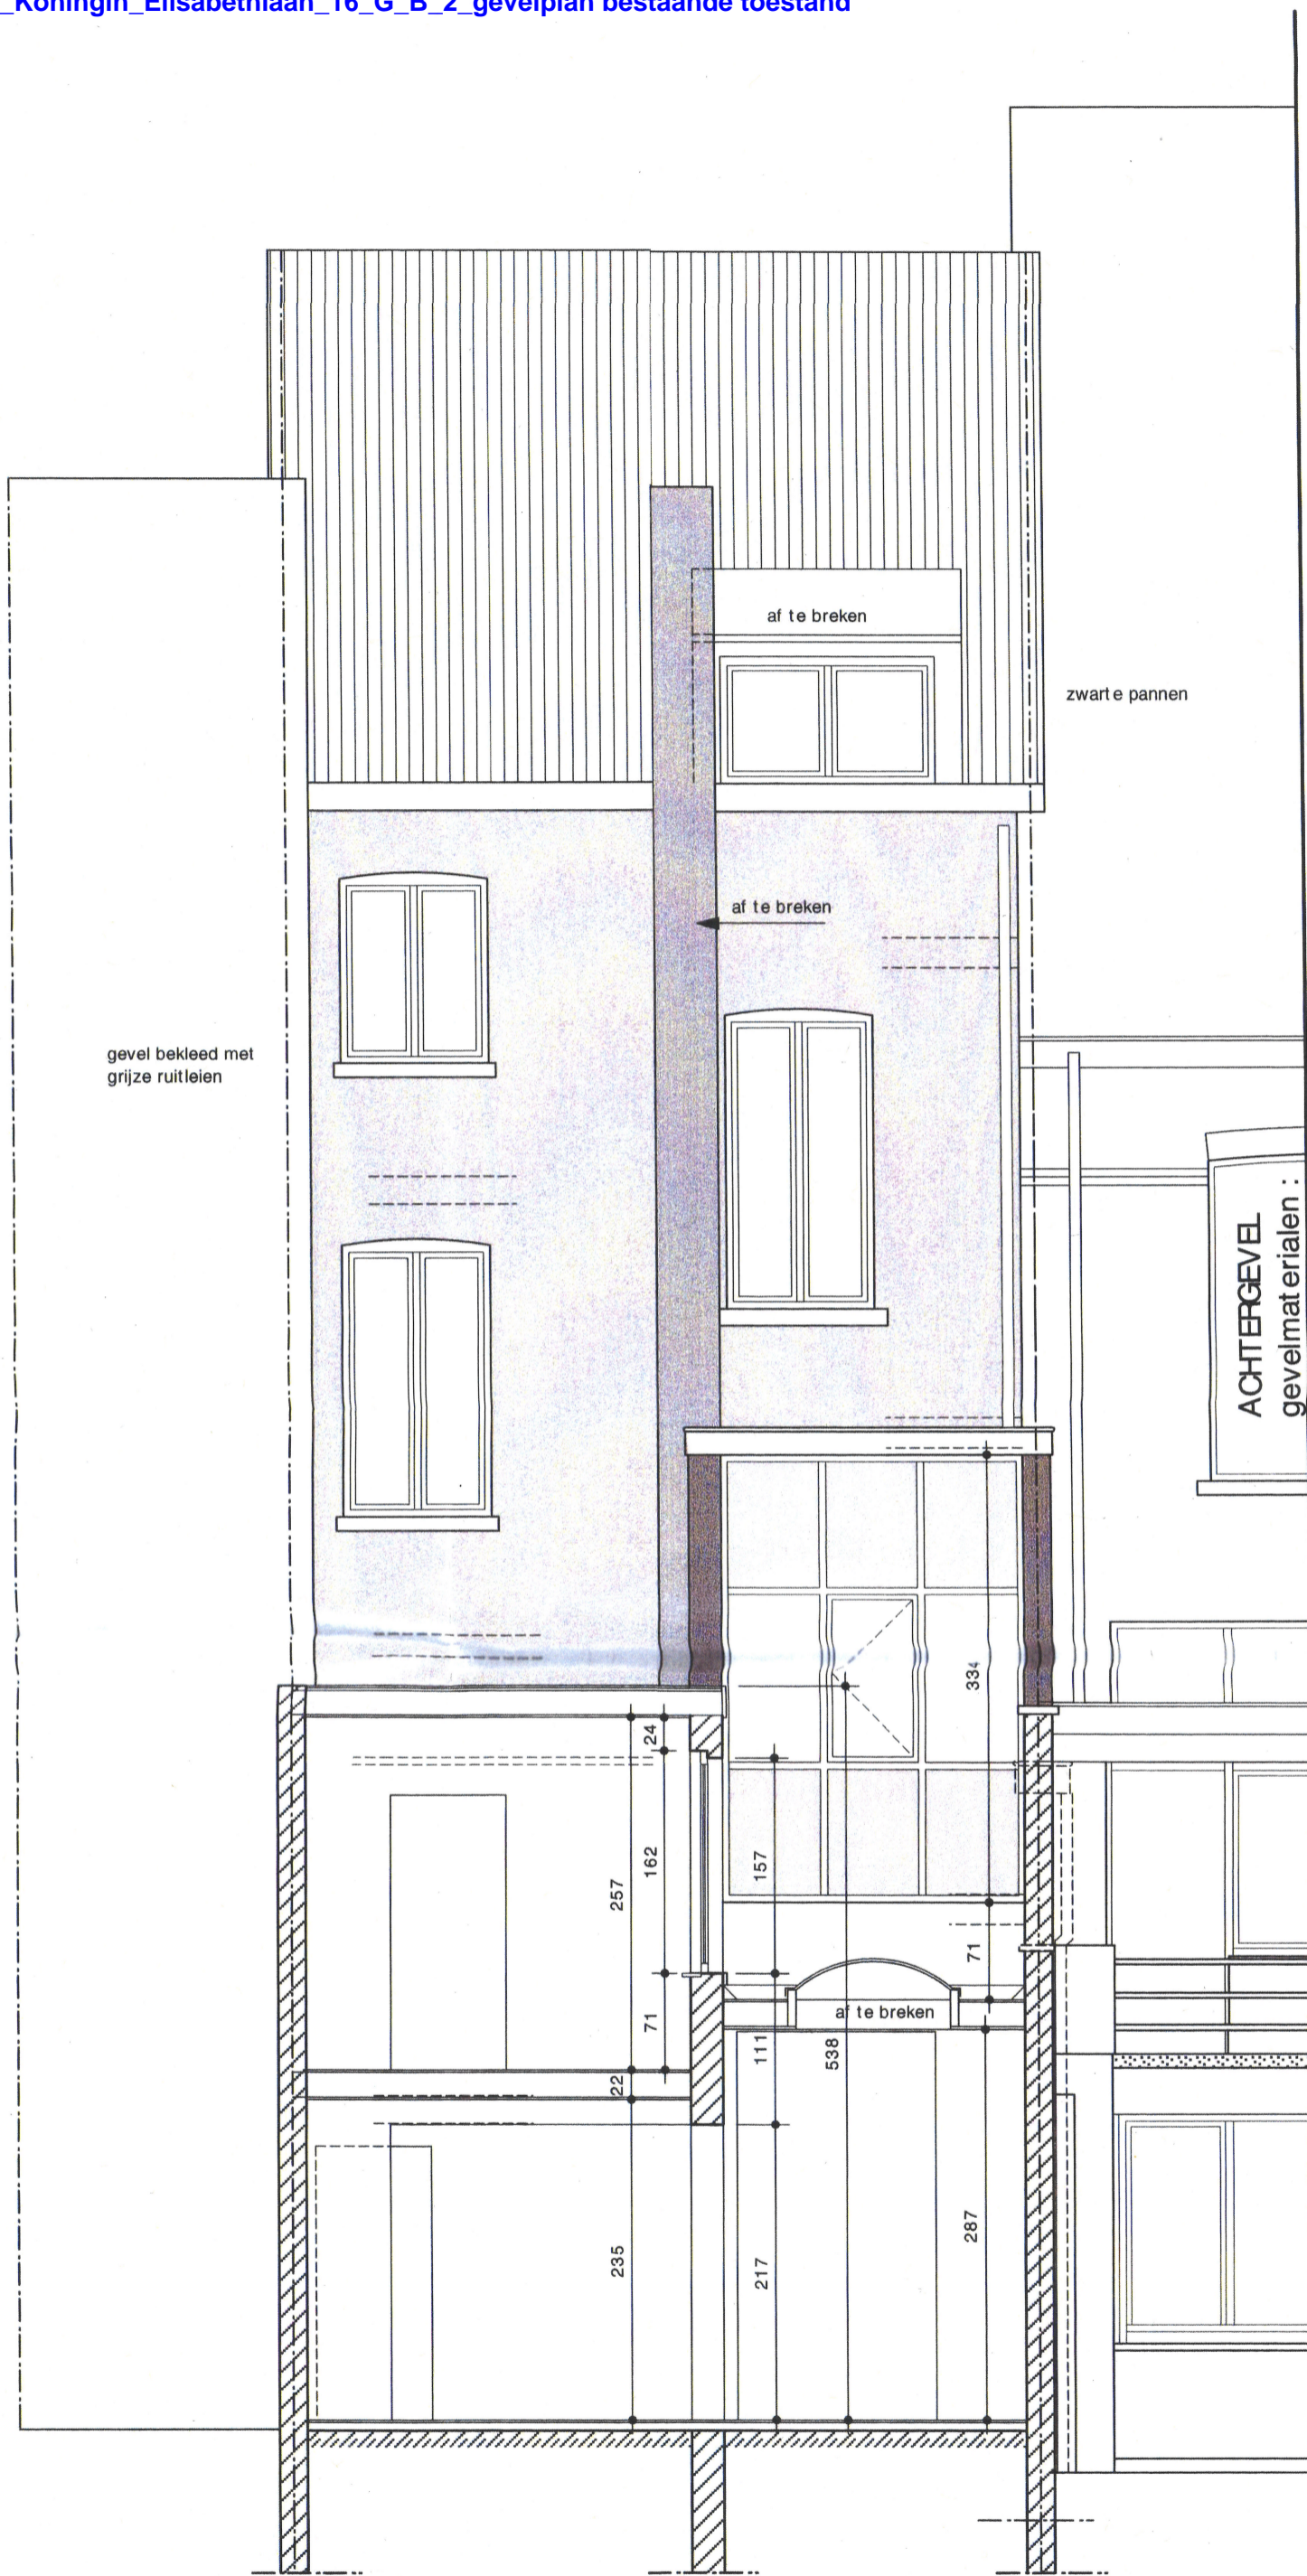 _Koningin_Elisabethlaan_16_G_B_2_gevelplan bestaande toestand
af te breken
zwarte pannen
af te breken
gevel bekleed met
grijze ruitleien
ACHTERGEVEL
gevelmaterialen :
334
24
162
157
257
71
af te breken
71
111
538
22
287
235
217